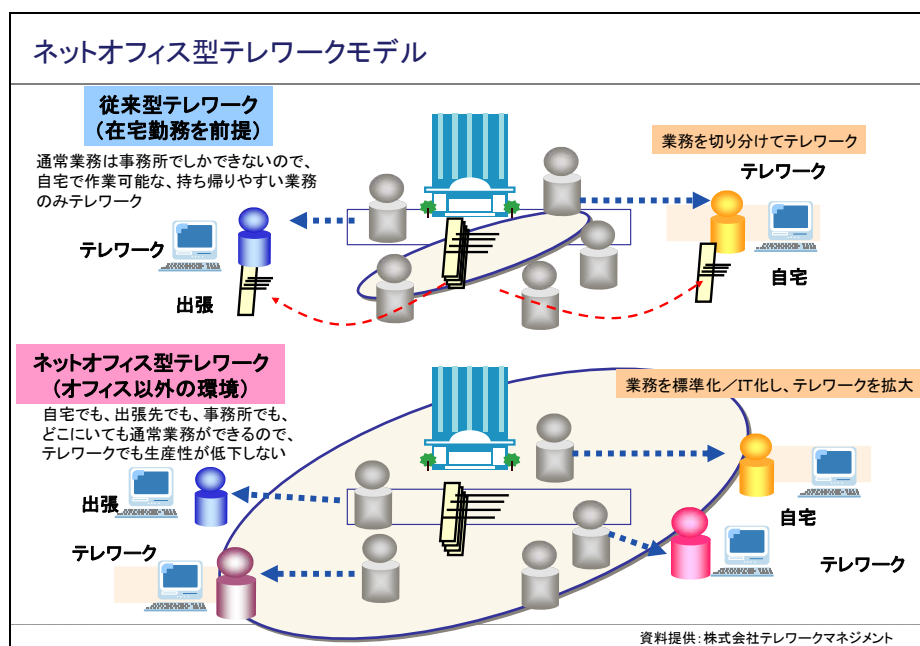 ネットオフィス型テレワークモデル
従来型テレワーク
(在宅勤務を前提)
通常業務は事務所でしかできないので、
自宅で作業可能な、持ち帰りやすい業務
のみテレワーク
業務を切り分けてテレワーク
テレワーク
テレワーク
自宅
出張
ネットオフィス型テレワーク
(オフィス以外の環境)
自宅でも、出張先でも、事務所でも、
どこにいても通常業務ができるので、
テレワークでも生産性が低下しない
業務を標準化/IT化し、テレワークを拡大
出張
自宅
テレワーク
テレワーク
資料提供:株式会社テレワークマネジメント